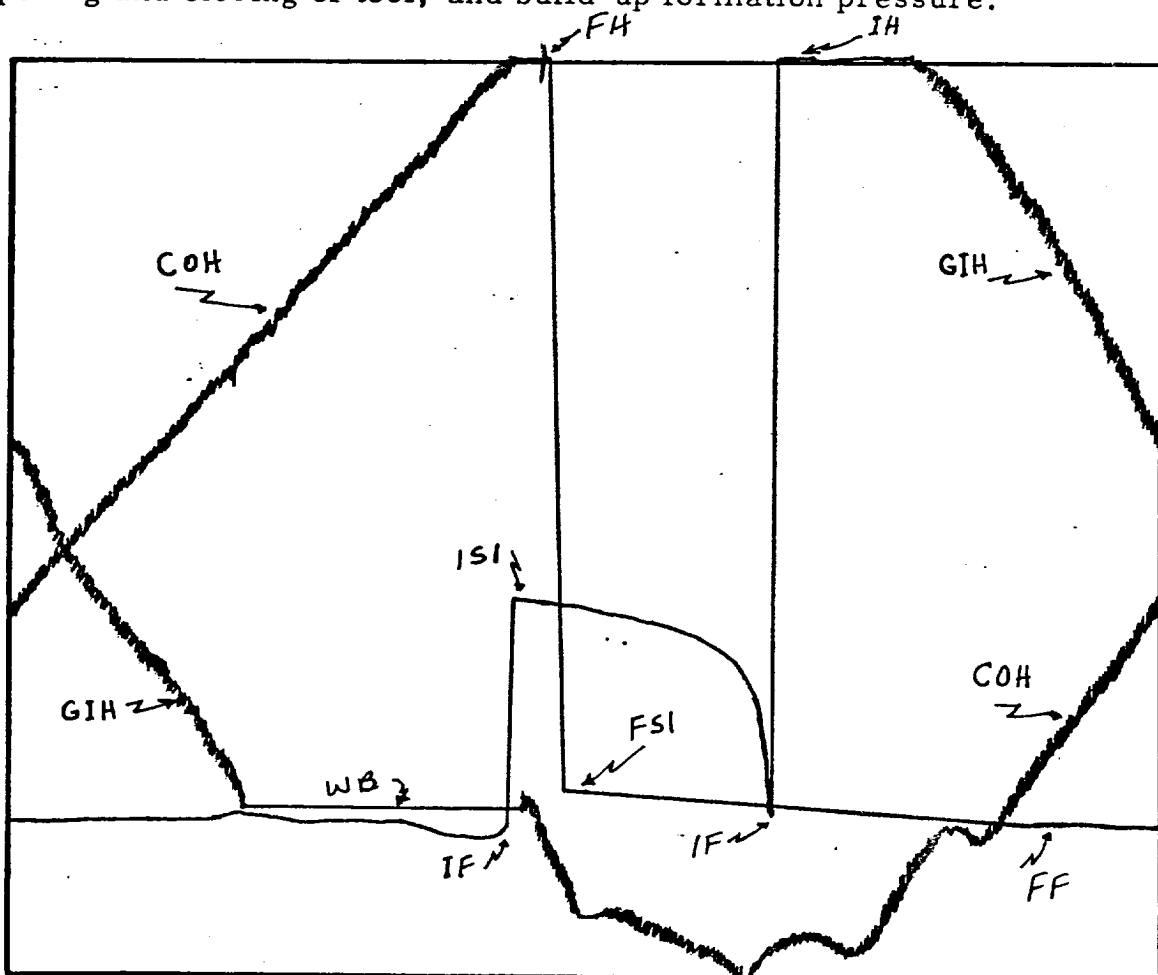 opening and closing of tool, and build-up formation pressure.
FH
IH
COH
GIH
ISI
GIH
FSI
COH
WB
IF
IF
FF